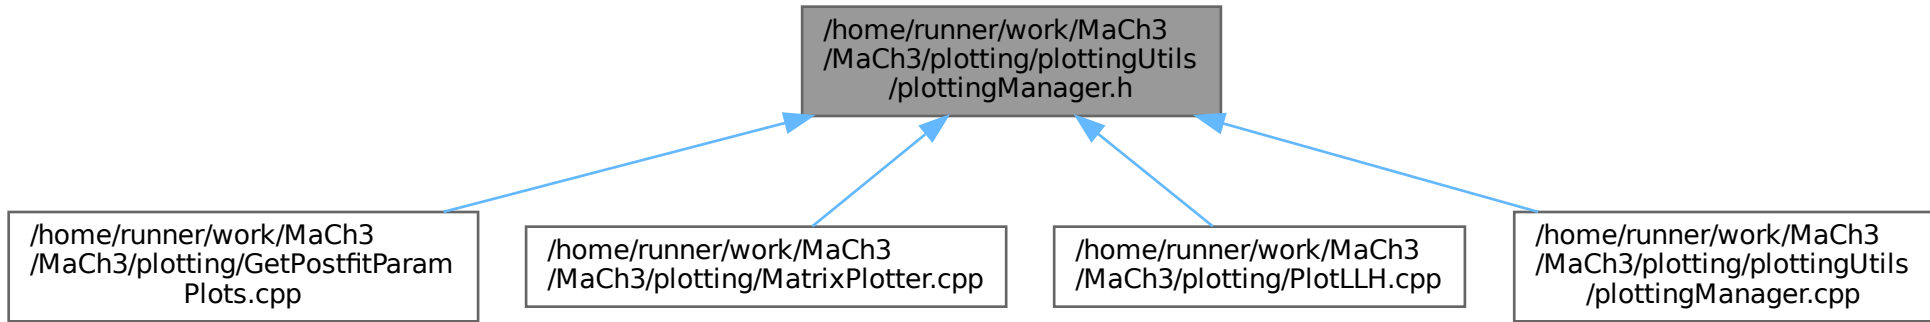 /home/runner/work/MaCh3
/MaCh3/plotting/plottingUtils
/plottingManager.h
/home/runner/work/MaCh3
/MaCh3/plotting/GetPostfitParam
Plots.cpp
/home/runner/work/MaCh3
/MaCh3/plotting/MatrixPlotter.cpp
/home/runner/work/MaCh3
/MaCh3/plotting/PlotLLH.cpp
/home/runner/work/MaCh3
/MaCh3/plotting/plottingUtils
/plottingManager.cpp